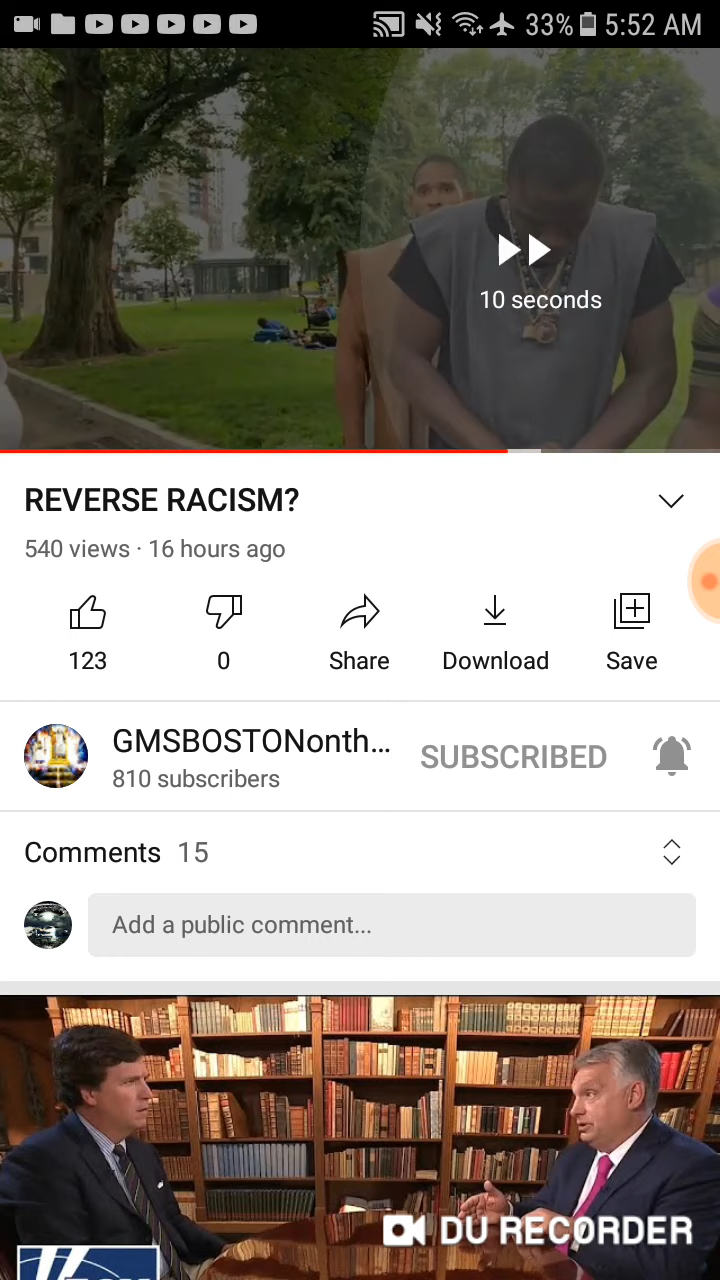 33% 5:52 AM
10 seconds
REVERSE RACISM?
540 views · 16 hours ago
123 0 Share Download Save
GMSBOSTONonth...
SUBSCRIBED
810 subscribers
Comments 15
Add a public comment...
DU RECORDER